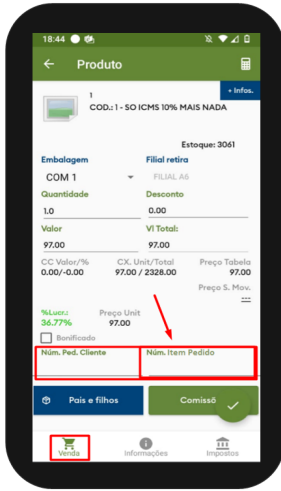 18:44
Produto
+ Infos.
1
COD.: 1 - SO ICMS 10% MAIS NADA
Estoque: 3061
Embalagem Filial retira
COM 1 FILIAL A6
Quantidade Desconto
1.0 0.00
Valor Vl Total:
97.00 97.00
CC Valor/% CX. Unit/Total Preço Tabela
0.00/-0.00 97.00 / 2328.00 97.00
Preço S. Mov.
---
%Lucr.: Preço Unit
36.77% 97.00
Bonificado
Núm. Ped. Cliente Núm. Item Pedido
Pais e filhos Comissõ
Venda Informações Impostos